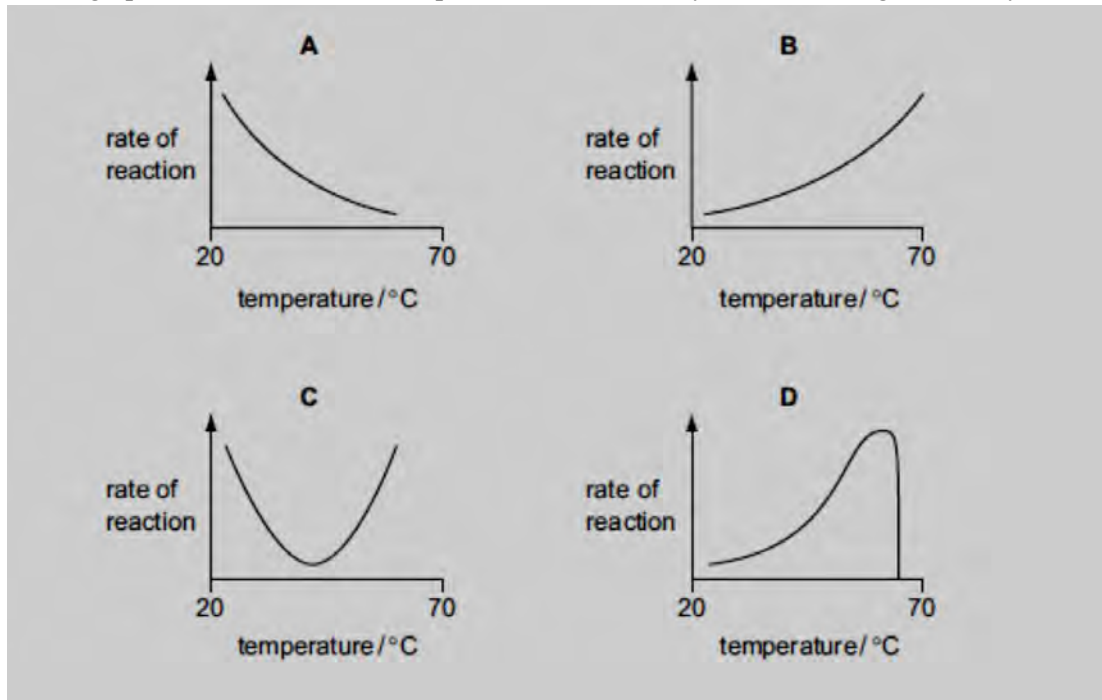 A
rate of
reaction
20
70
temperature / °C
B
rate of
reaction
20
70
temperature / °C
C
rate of
reaction
20
70
temperature / °C
D
rate of
reaction
20
70
temperature / °C